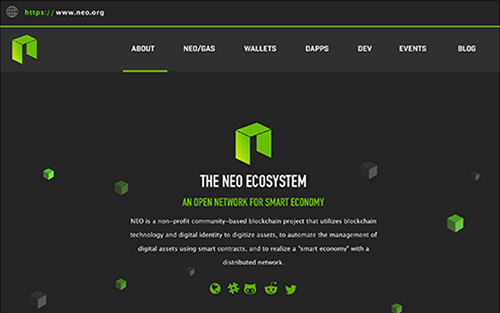 https:// www.neo.org
ABOUT NEO/GAS WALLETS DAPPS DEV EVENTS BLOG
THE NEO ECOSYSTEM
AN OPEN NETWORK FOR SMART ECONOMY
NEO is a non-profit community-based blockchain project that utilizes blockchain
technology and digital identity to digitize assets, to automate the management of
digital assets using smart contracts, and to realize a "smart economy" with a
distributed network.